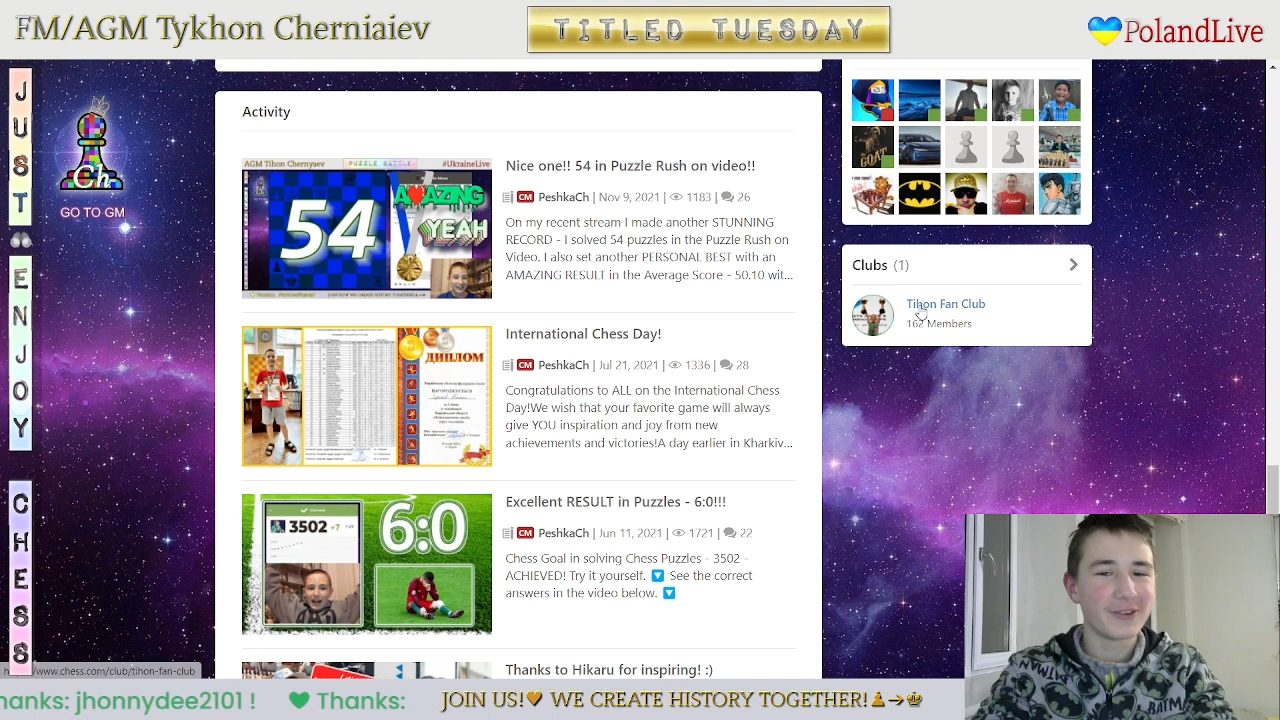 FM/AGM Tykhon Cherniaiev
TITLED TUESDAY
PolandLive
JUST
ENJOY
CHESS
Ch
GO TO GM
Activity
AGM Tihon Chernyaev
PUZZLE BATTLE
#UkraineLive
54
AMAZING
YEAH
Nice one!! 54 in Puzzle Rush on video!!
CM PeshkaCh | Nov 9, 2021 | 1183 | 26
On my recent stream I made another STUNNING
RECORD - I solved 54 puzzles in the Puzzle Rush on
Video. I also set another PERSONAL BEST with an
AMAZING RESULT in the Average Score - 50.10 wit...
ДИПЛОМ
International Chess Day!
CM PeshkaCh | Jul 21, 2021 | 1338 |
Congratulations to ALL on the International Chess
Day!We wish that your favorite game will always
give YOU inspiration and joy from new
achievements and victories!A day earlier in Kharkiv...
3502
6:0
Excellent RESULT in Puzzles - 6:0!!!
CM PeshkaCh | Jun 11, 2021 | 1721 | 22
Chess Goal in solving Chess Puzzles - 3502 -
ACHIEVED! Try it yourself. See the correct
answers in the video below.
Thanks to Hikaru for inspiring! :)
GOAT
Clubs (1)
Tihon Fan Club
162 Members
www.chess.com/club/tihon-fan-club
BATMAN
hanks: jhonnydee2101 ! Thanks:
JOIN US! WE CREATE HISTORY TOGETHER!